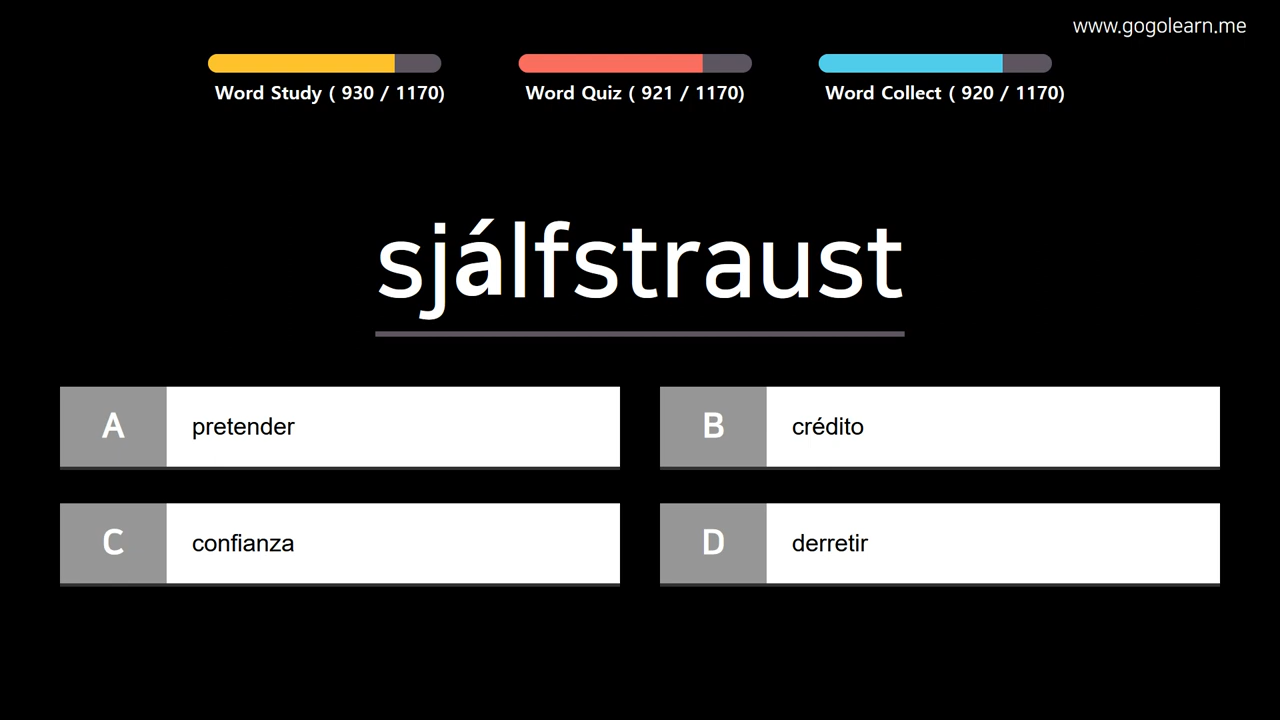 www.gogolearn.me
Word Study ( 930 / 1170)
Word Quiz ( 921 / 1170)
Word Collect ( 920 / 1170)
sjálfstraust
A pretender
B crédito
C confianza
D derretir